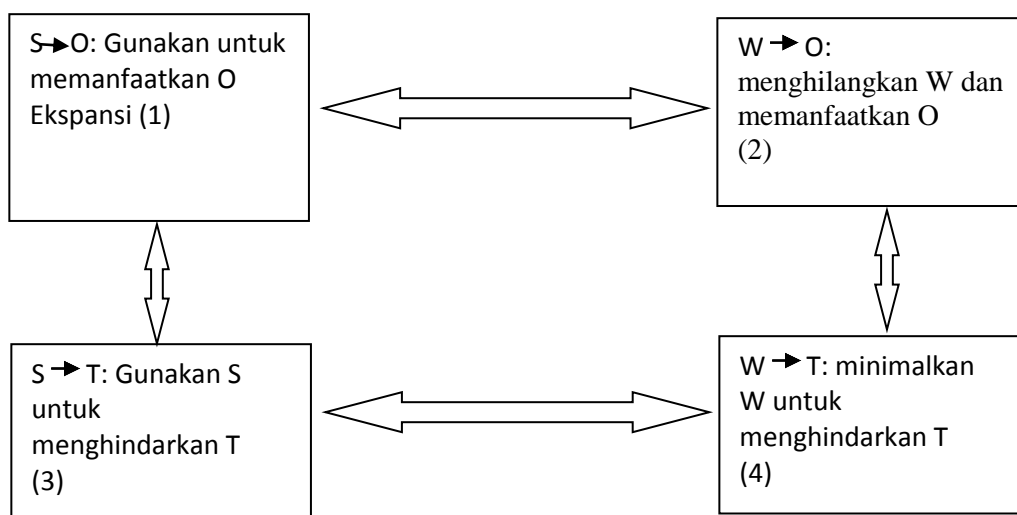 S→O: Gunakan untuk
memanfaatkan O
Ekspansi (1)
W → O:
menghilangkan W dan
memanfaatkan O
(2)
S → T: Gunakan S
untuk
menghindarkan T
(3)
W → T: minimalkan
W untuk
menghindarkan T
(4)